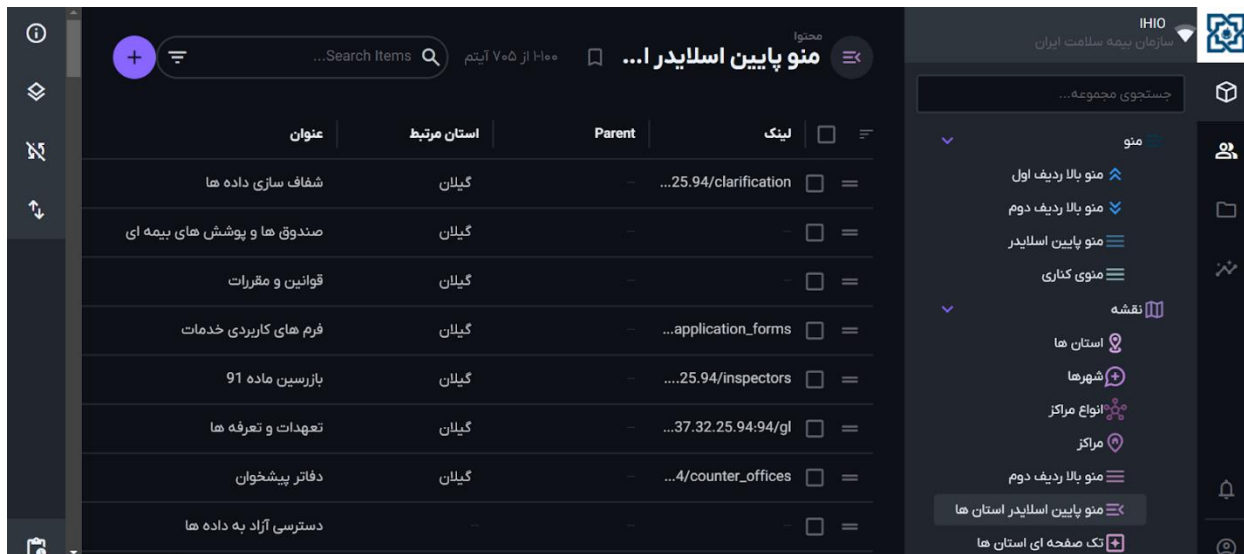 IHIO
سازمان بیمه سلامت ایران
جستجوی مجموعه...
منو
منو بالا ردیف اول
منو بالا ردیف دوم
منو پایین اسلایدر
منوی کناری
نقشه
استان ها
شهرها
انواع مراکز
مراکز
منو بالا ردیف دوم
منو پایین اسلایدر استان ها
تک صفحه ای استان ها
محتوا
منو پایین اسلایدر ا...
۱-۱۰۰ از ۷۰۵ آیتم
Search Items...
لینک Parent استان مرتبط عنوان
...25.94/clarification -- گیلان شفاف سازی داده ها
-- -- گیلان صندوق ها و پوشش های بیمه ای
-- -- گیلان قوانین و مقررات
...application_forms -- گیلان فرم های کاربردی خدمات
....25.94/inspectors -- گیلان بازرسین ماده 91
...37.32.25.94:94/gl -- گیلان تعهدات و تعرفه ها
...4/counter_offices -- گیلان دفاتر پیشخوان
-- -- -- دسترسی آزاد به داده ها